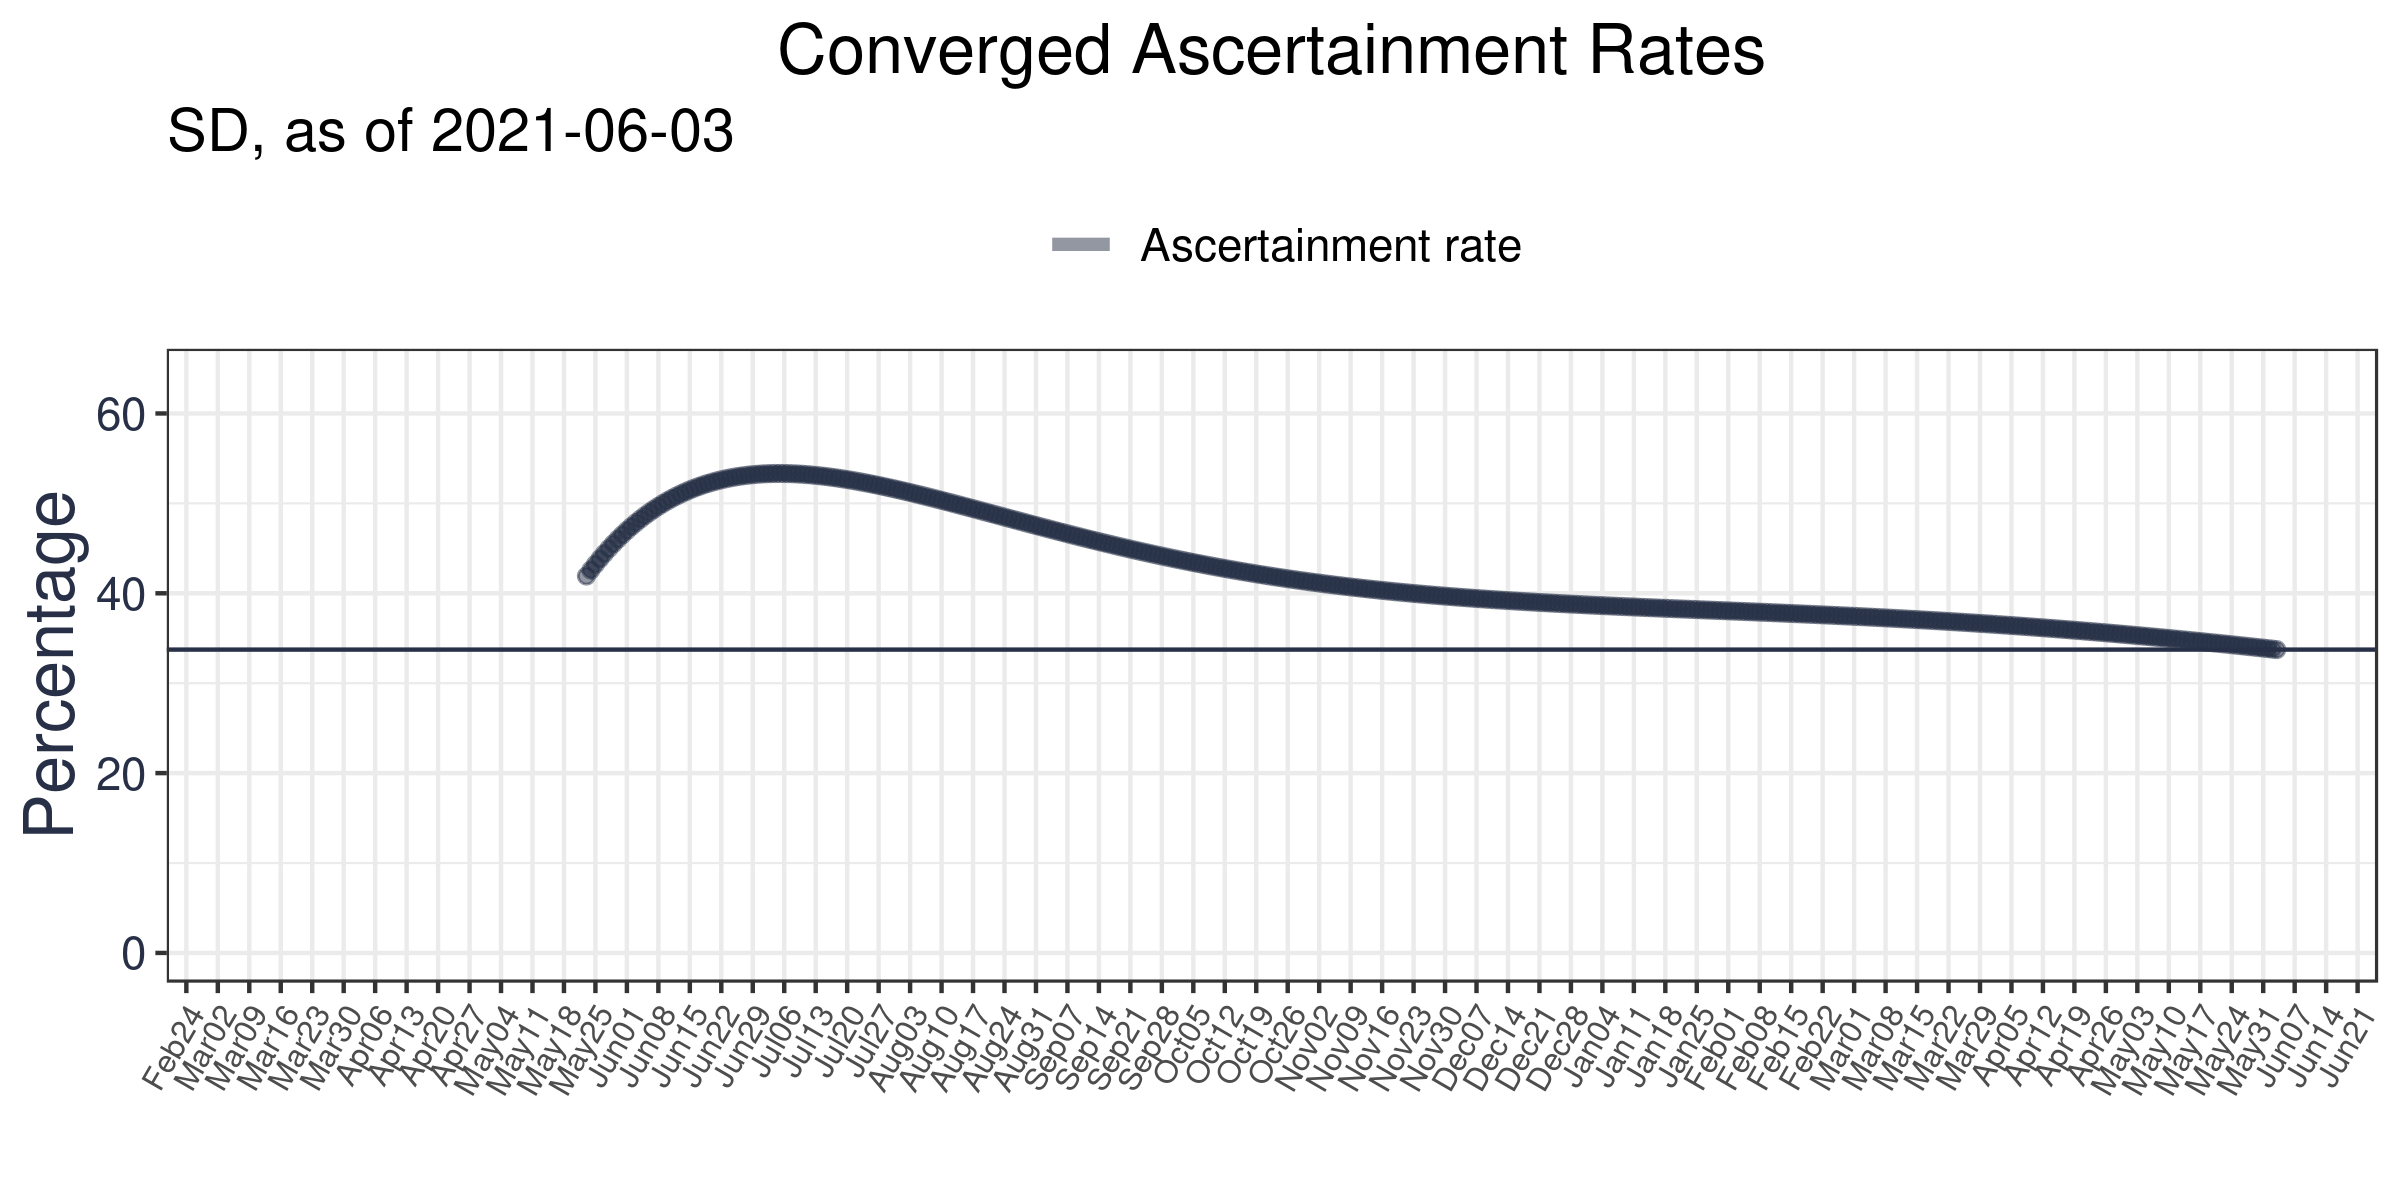 Converged Ascertainment Rates
SD, as of 2021-06-03
Ascertainment rate
Percentage
60
40
20
0
Feb24
Mar02
Mar09
Mar16
Mar23
Mar30
Apr06
Apr13
Apr20
Apr27
May04
May11
May18
May25
Jun01
Jun08
Jun15
Jun22
Jun29
Jul06
Jul13
Jul20
Jul27
Aug03
Aug10
Aug17
Aug24
Aug31
Sep07
Sep14
Sep21
Sep28
Oct05
Oct12
Oct19
Oct26
Nov02
Nov09
Nov16
Nov23
Nov30
Dec07
Dec14
Dec21
Dec28
Jan04
Jan11
Jan18
Jan25
Feb01
Feb08
Feb15
Feb22
Mar01
Mar08
Mar15
Mar22
Mar29
Apr05
Apr12
Apr19
Apr26
May03
May10
May17
May24
May31
Jun07
Jun14
Jun21